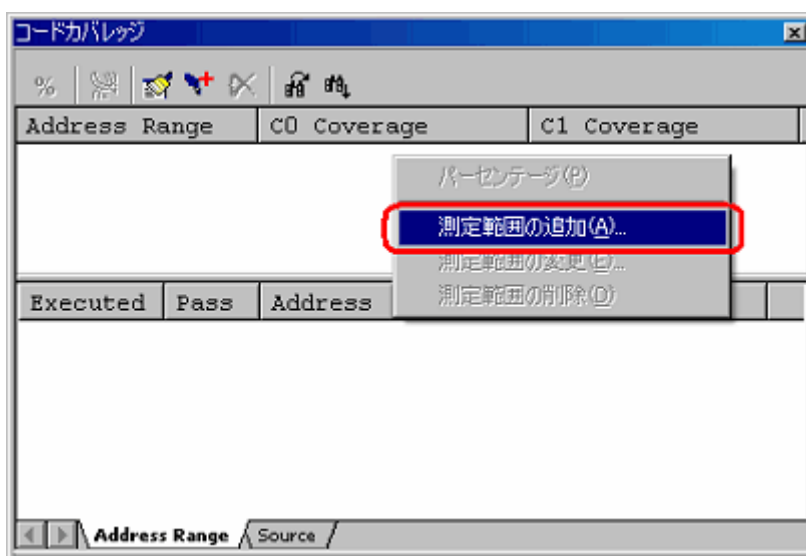 コードカバレッジ
%
Address Range C0 Coverage C1 Coverage
パーセンテージ(P)
測定範囲の追加(A)...
測定範囲の変更(E)...
測定範囲の削除(D)
Executed Pass Address
Address Range Source